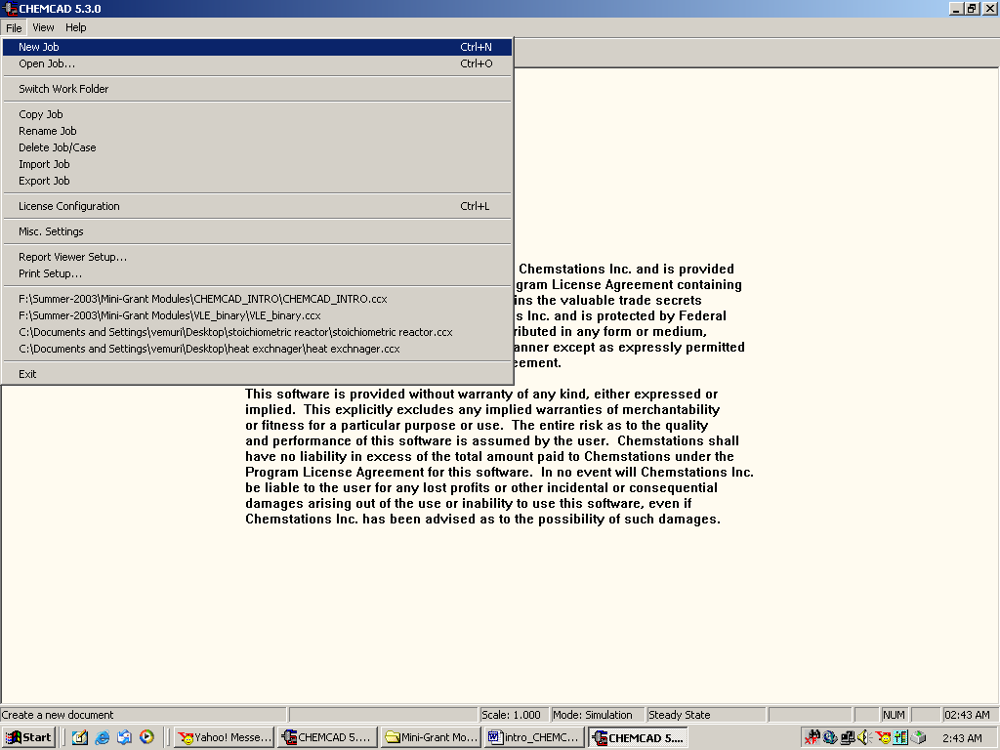 CHEMCAD 5.3.0
File View Help
New Job Ctrl+N
Open Job... Ctrl+O
Switch Work Folder
Copy Job
Rename Job
Delete Job/Case
Import Job
Export Job
License Configuration Ctrl+L
Misc. Settings
Report Viewer Setup...
Print Setup...
F:\Summer-2003\Mini-Grant Modules\CHEMCAD_INTRO\CHEMCAD_INTRO.ccx
F:\Summer-2003\Mini-Grant Modules\VLE_binary\VLE_binary.ccx
C:\Documents and Settings\vemuri\Desktop\stoichiometric reactor\stoichiometric reactor.ccx
C:\Documents and Settings\vemuri\Desktop\heat exchnager\heat exchnager.ccx
Exit
Chemstations Inc. and is provided
gram License Agreement containing
ins the valuable trade secrets
s Inc. and is protected by Federal
ributed in any form or medium,
anner except as expressly permitted
eement.
This software is provided without warranty of any kind, either expressed or
implied. This explicitly excludes any implied warranties of merchantability
or fitness for a particular purpose or use. The entire risk as to the quality
and performance of this software is assumed by the user. Chemstations shall
have no liability in excess of the total amount paid to Chemstations under the
Program License Agreement for this software. In no event will Chemstations Inc.
be liable to the user for any lost profits or other incidental or consequential
damages arising out of the use or inability to use this software, even if
Chemstations Inc. has been advised as to the possibility of such damages.
Create a new document Scale: 1.000 Mode: Simulation Steady State NUM 02:43 AM
Start Yahoo! Messe... CHEMCAD 5.... Mini-Grant Mo... intro_CHEMC... CHEMCAD 5.... 2:43 AM